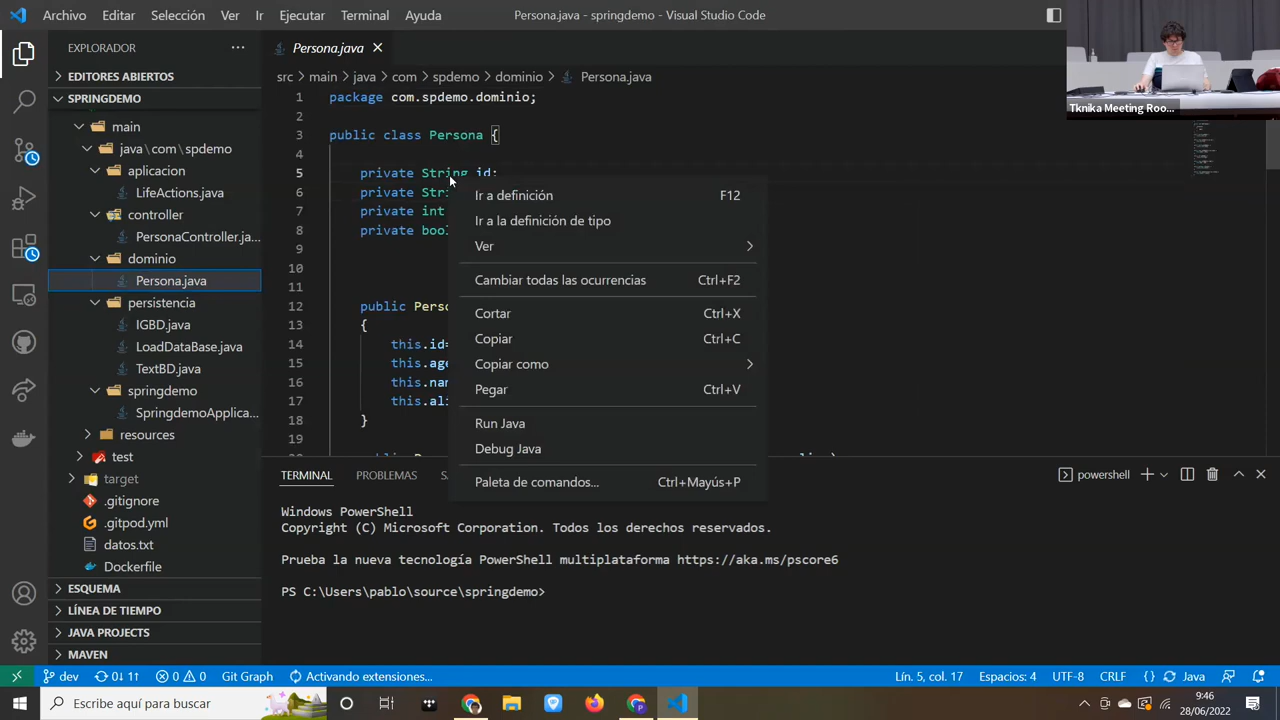 Archivo Editar Selección Ver Ir Ejecutar Terminal Ayuda Persona.java - springdemo - Visual Studio Code
EXPLORADOR
EDITORES ABIERTOS
SPRINGDEMO
main
java\com\spdemo
aplicacion
LifeActions.java
controller
PersonaController.ja...
dominio
Persona.java
persistencia
IGBD.java
LoadDataBase.java
TextBD.java
springdemo
SpringdemoApplica...
resources
test
target
.gitignore
.gitpod.yml
datos.txt
Dockerfile
ESQUEMA
LÍNEA DE TIEMPO
JAVA PROJECTS
MAVEN
Persona.java
src main java com spdemo dominio Persona.java
1 package com.spdemo.dominio;
2
3 public class Persona {
4
5 private String id;
6 private Stri
7 private int
8 private bool
9
10
11
12 public Perso
13 {
14 this.id=
15 this.age
16 this.nam
17 this.ali
18 }
19
Ir a definición F12
Ir a la definición de tipo
Ver
Cambiar todas las ocurrencias Ctrl+F2
Cortar Ctrl+X
Copiar Ctrl+C
Copiar como
Pegar Ctrl+V
Run Java
Debug Java
Paleta de comandos... Ctrl+Mayús+P
Tknika Meeting Roo...
TERMINAL PROBLEMAS powershell
Windows PowerShell
Copyright (C) Microsoft Corporation. Todos los derechos reservados.
Prueba la nueva tecnología PowerShell multiplataforma https://aka.ms/pscore6
PS C:\Users\pablo\source\springdemo>
dev 0↓ 1↑ 0 0 Git Graph Activando extensiones... Lín. 5, col. 17 Espacios: 4 UTF-8 CRLF {} Java
Escribe aquí para buscar
9:46
28/06/2022